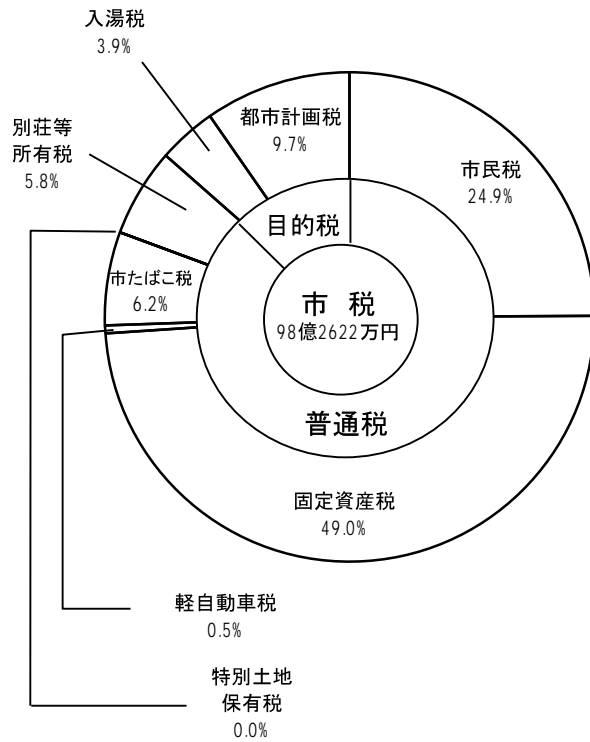 入湯税
3.9%
別荘等
所有税
5.8%
都市計画税
9.7%
市民税
24.9%
目的税
市たばこ税
6.2%
市 税
98億2622万円
普通税
固定資産税
49.0%
軽自動車税
0.5%
特別土地
保有税
0.0%